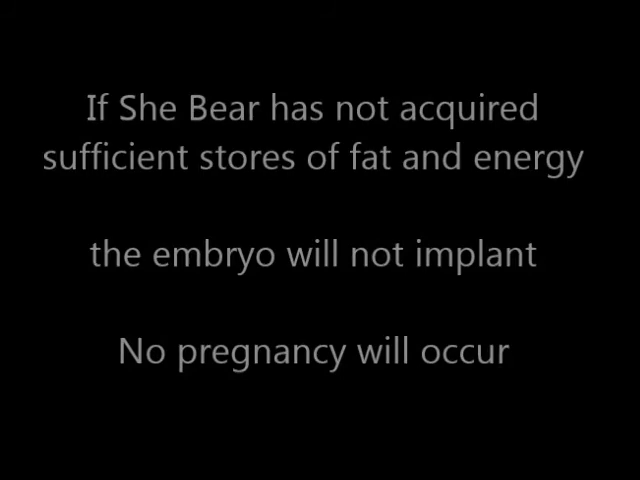 If She Bear has not acquired
sufficient stores of fat and energy
the embryo will not implant
No pregnancy will occur